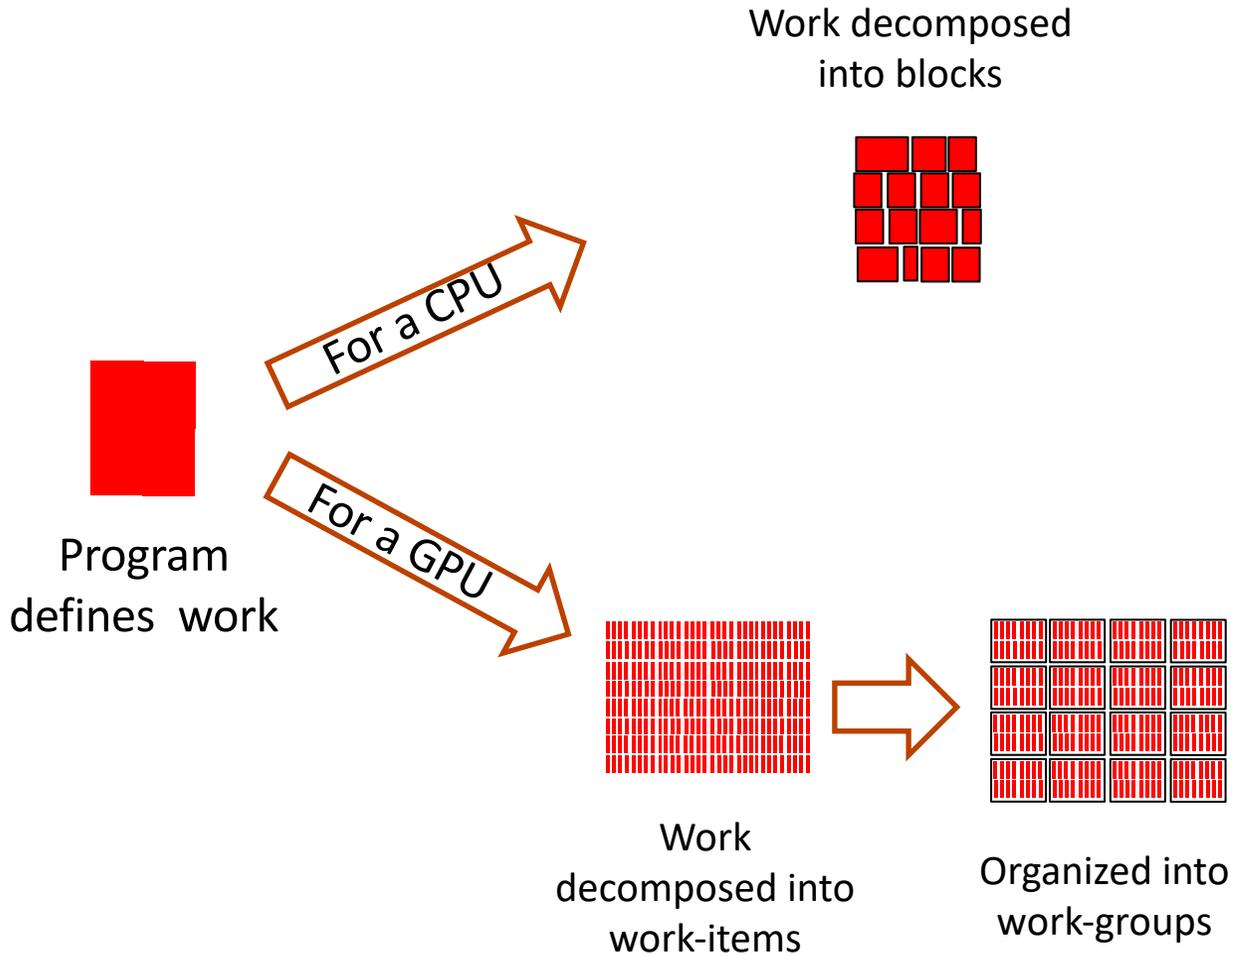 Work decomposed
into blocks
For a CPU
Program
defines work
For a GPU
Work
decomposed into
work-items
Organized into
work-groups